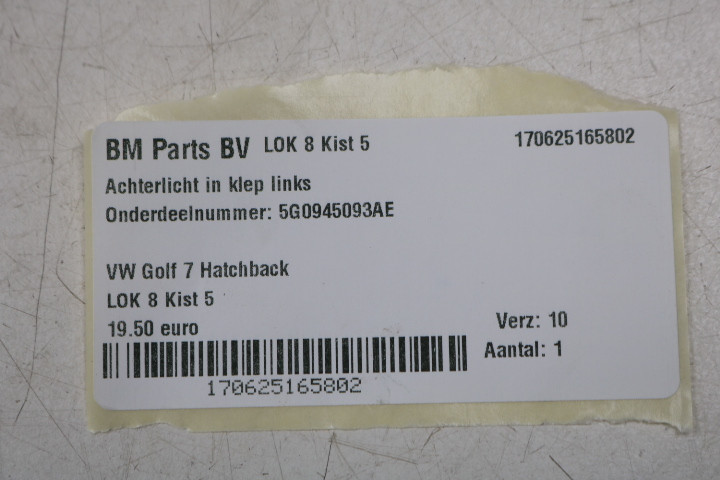 BM Parts BV LOK 8 Kist 5 170625165802
Achterlicht in klep links
Onderdeelnummer: 5G0945093AE
VW Golf 7 Hatchback
LOK 8 Kist 5
19.50 euro Verz: 10
Aantal: 1
170625165802